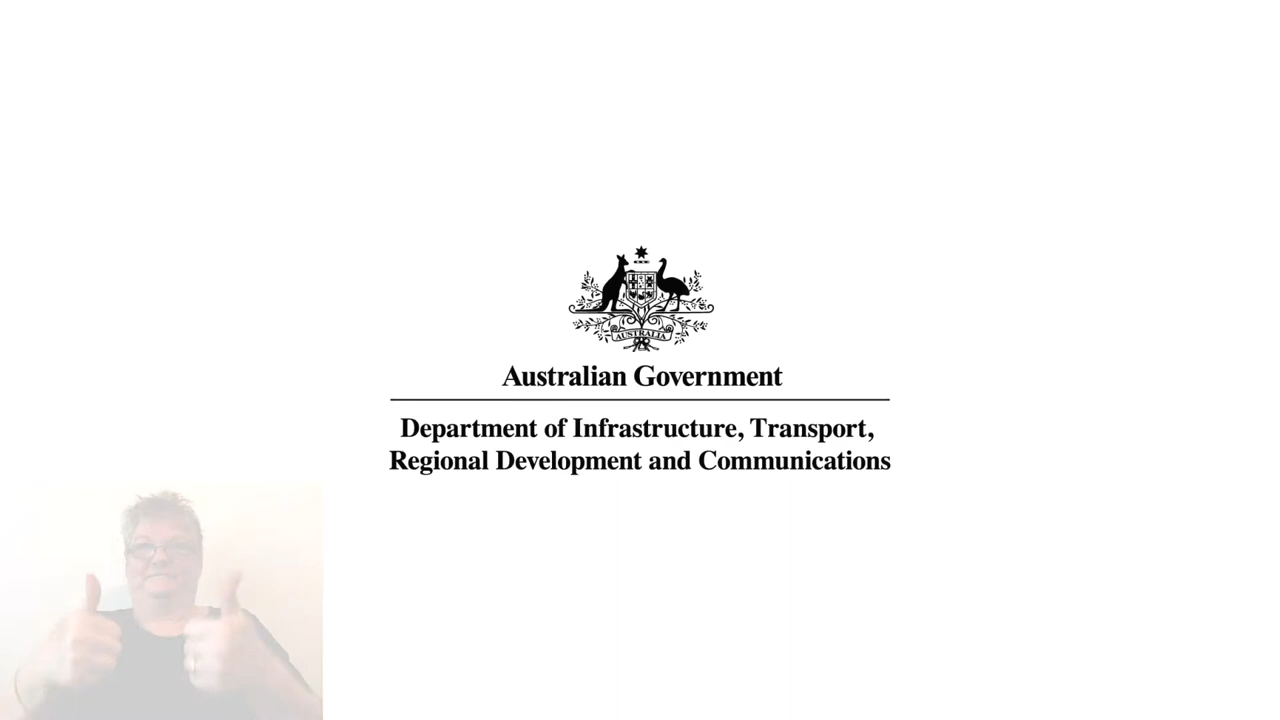 AUSTRALIA
Australian Government
Department of Infrastructure, Transport,
Regional Development and Communications